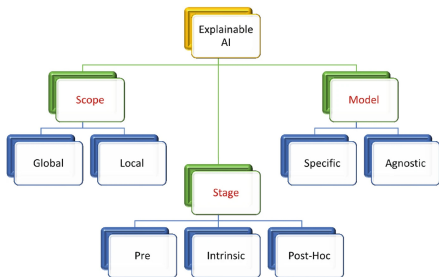 Explainable
AI
Scope
Model
Global
Local
Specific
Agnostic
Stage
Pre
Intrinsic
Post-Hoc